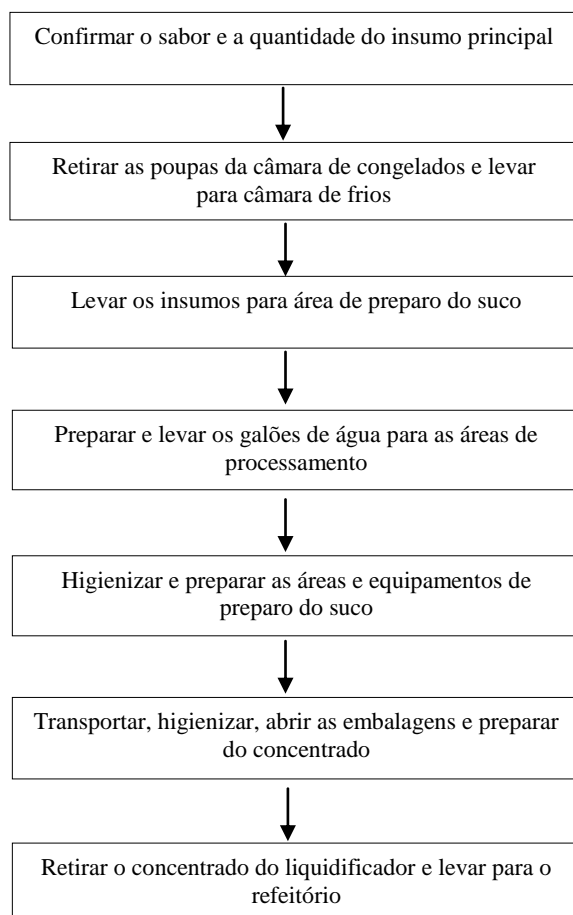 Confirmar o sabor e a quantidade do insumo principal
Retirar as poupas da câmara de congelados e levar
para câmara de frios
Levar os insumos para área de preparo do suco
Preparar e levar os galões de água para as áreas de
processamento
Higienizar e preparar as áreas e equipamentos de
preparo do suco
Transportar, higienizar, abrir as embalagens e preparar
do concentrado
Retirar o concentrado do liquidificador e levar para o
refeitório